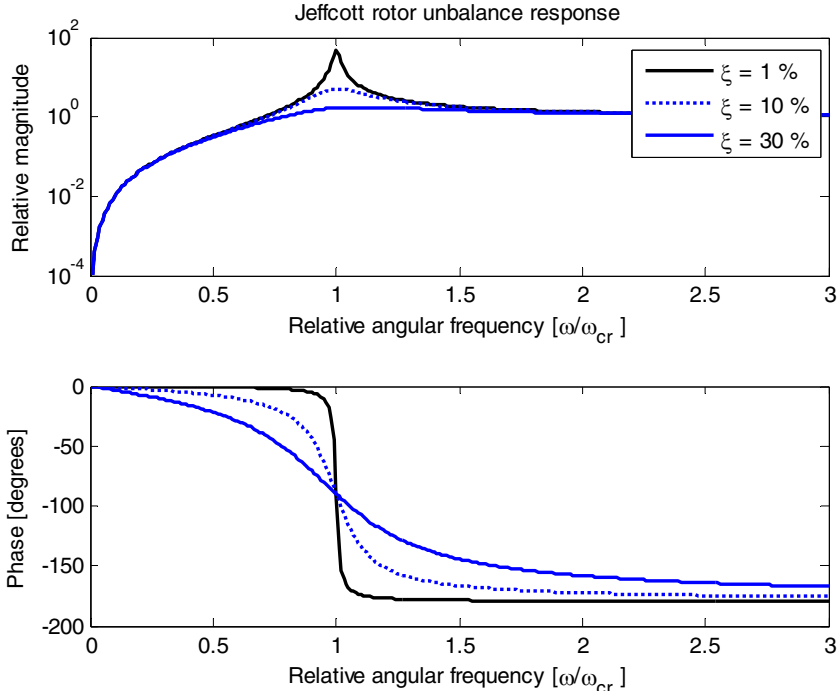 Jeffcott rotor unbalance response
Relative magnitude
10^2
10^0
10^-2
10^-4
ξ = 1 %
ξ = 10 %
ξ = 30 %
0 0.5 1 1.5 2 2.5 3
Relative angular frequency [ω/ω_cr ]
Phase [degrees]
0
-50
-100
-150
-200
0 0.5 1 1.5 2 2.5 3
Relative angular frequency [ω/ω_cr ]